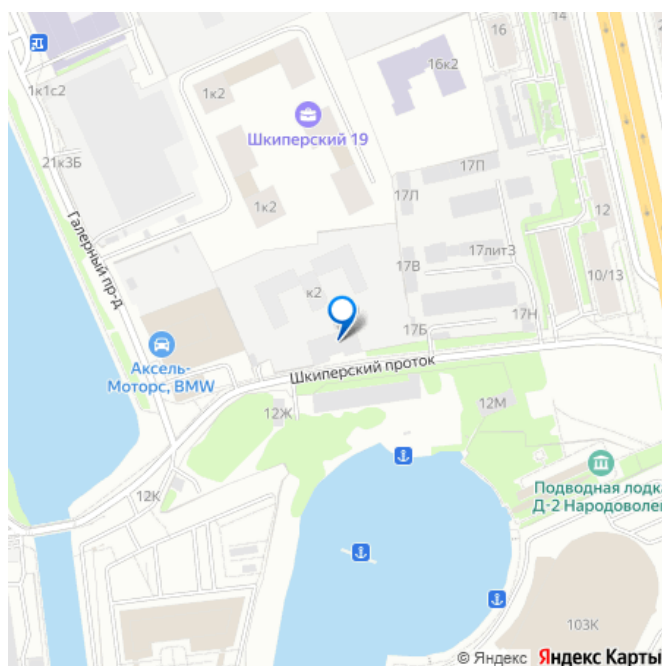 14
16
1к1с2
1к2
16к2
Шкиперский 19
21к3Б
17П
1к2
17Л
12
Галерный пр-д
17литЗ
17В
10/13
к2
17Б
17Н
Аксель-
Моторс, BMW
Шкиперский проток
12Ж
12М
Подводная лодка
Д-2 Народоволец
12К
103К
© Яндекс Яндекс Карты